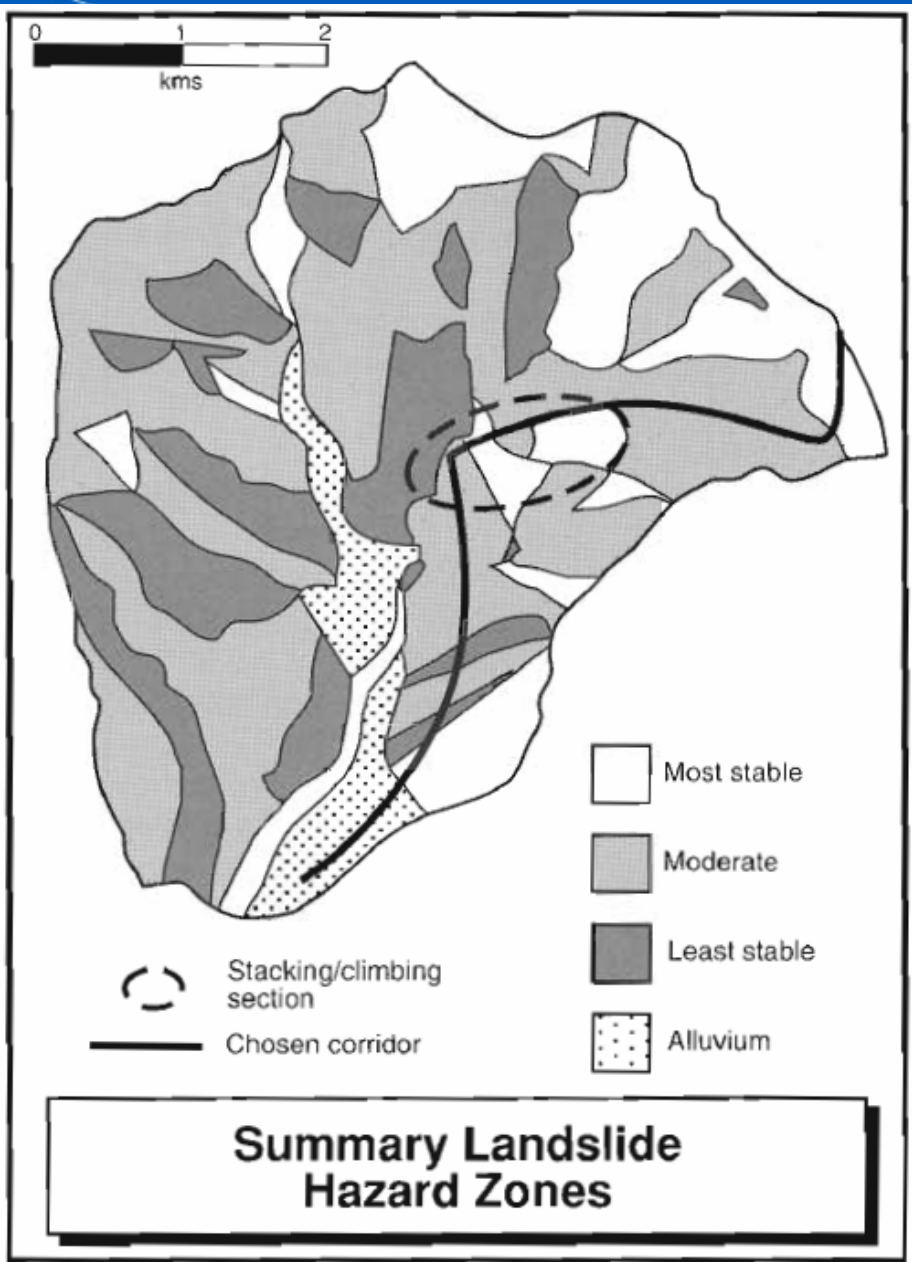 0 1 2
kms
Most stable
Moderate
Least stable
Alluvium
Stacking/climbing
section
Chosen corridor
Summary Landslide
Hazard Zones